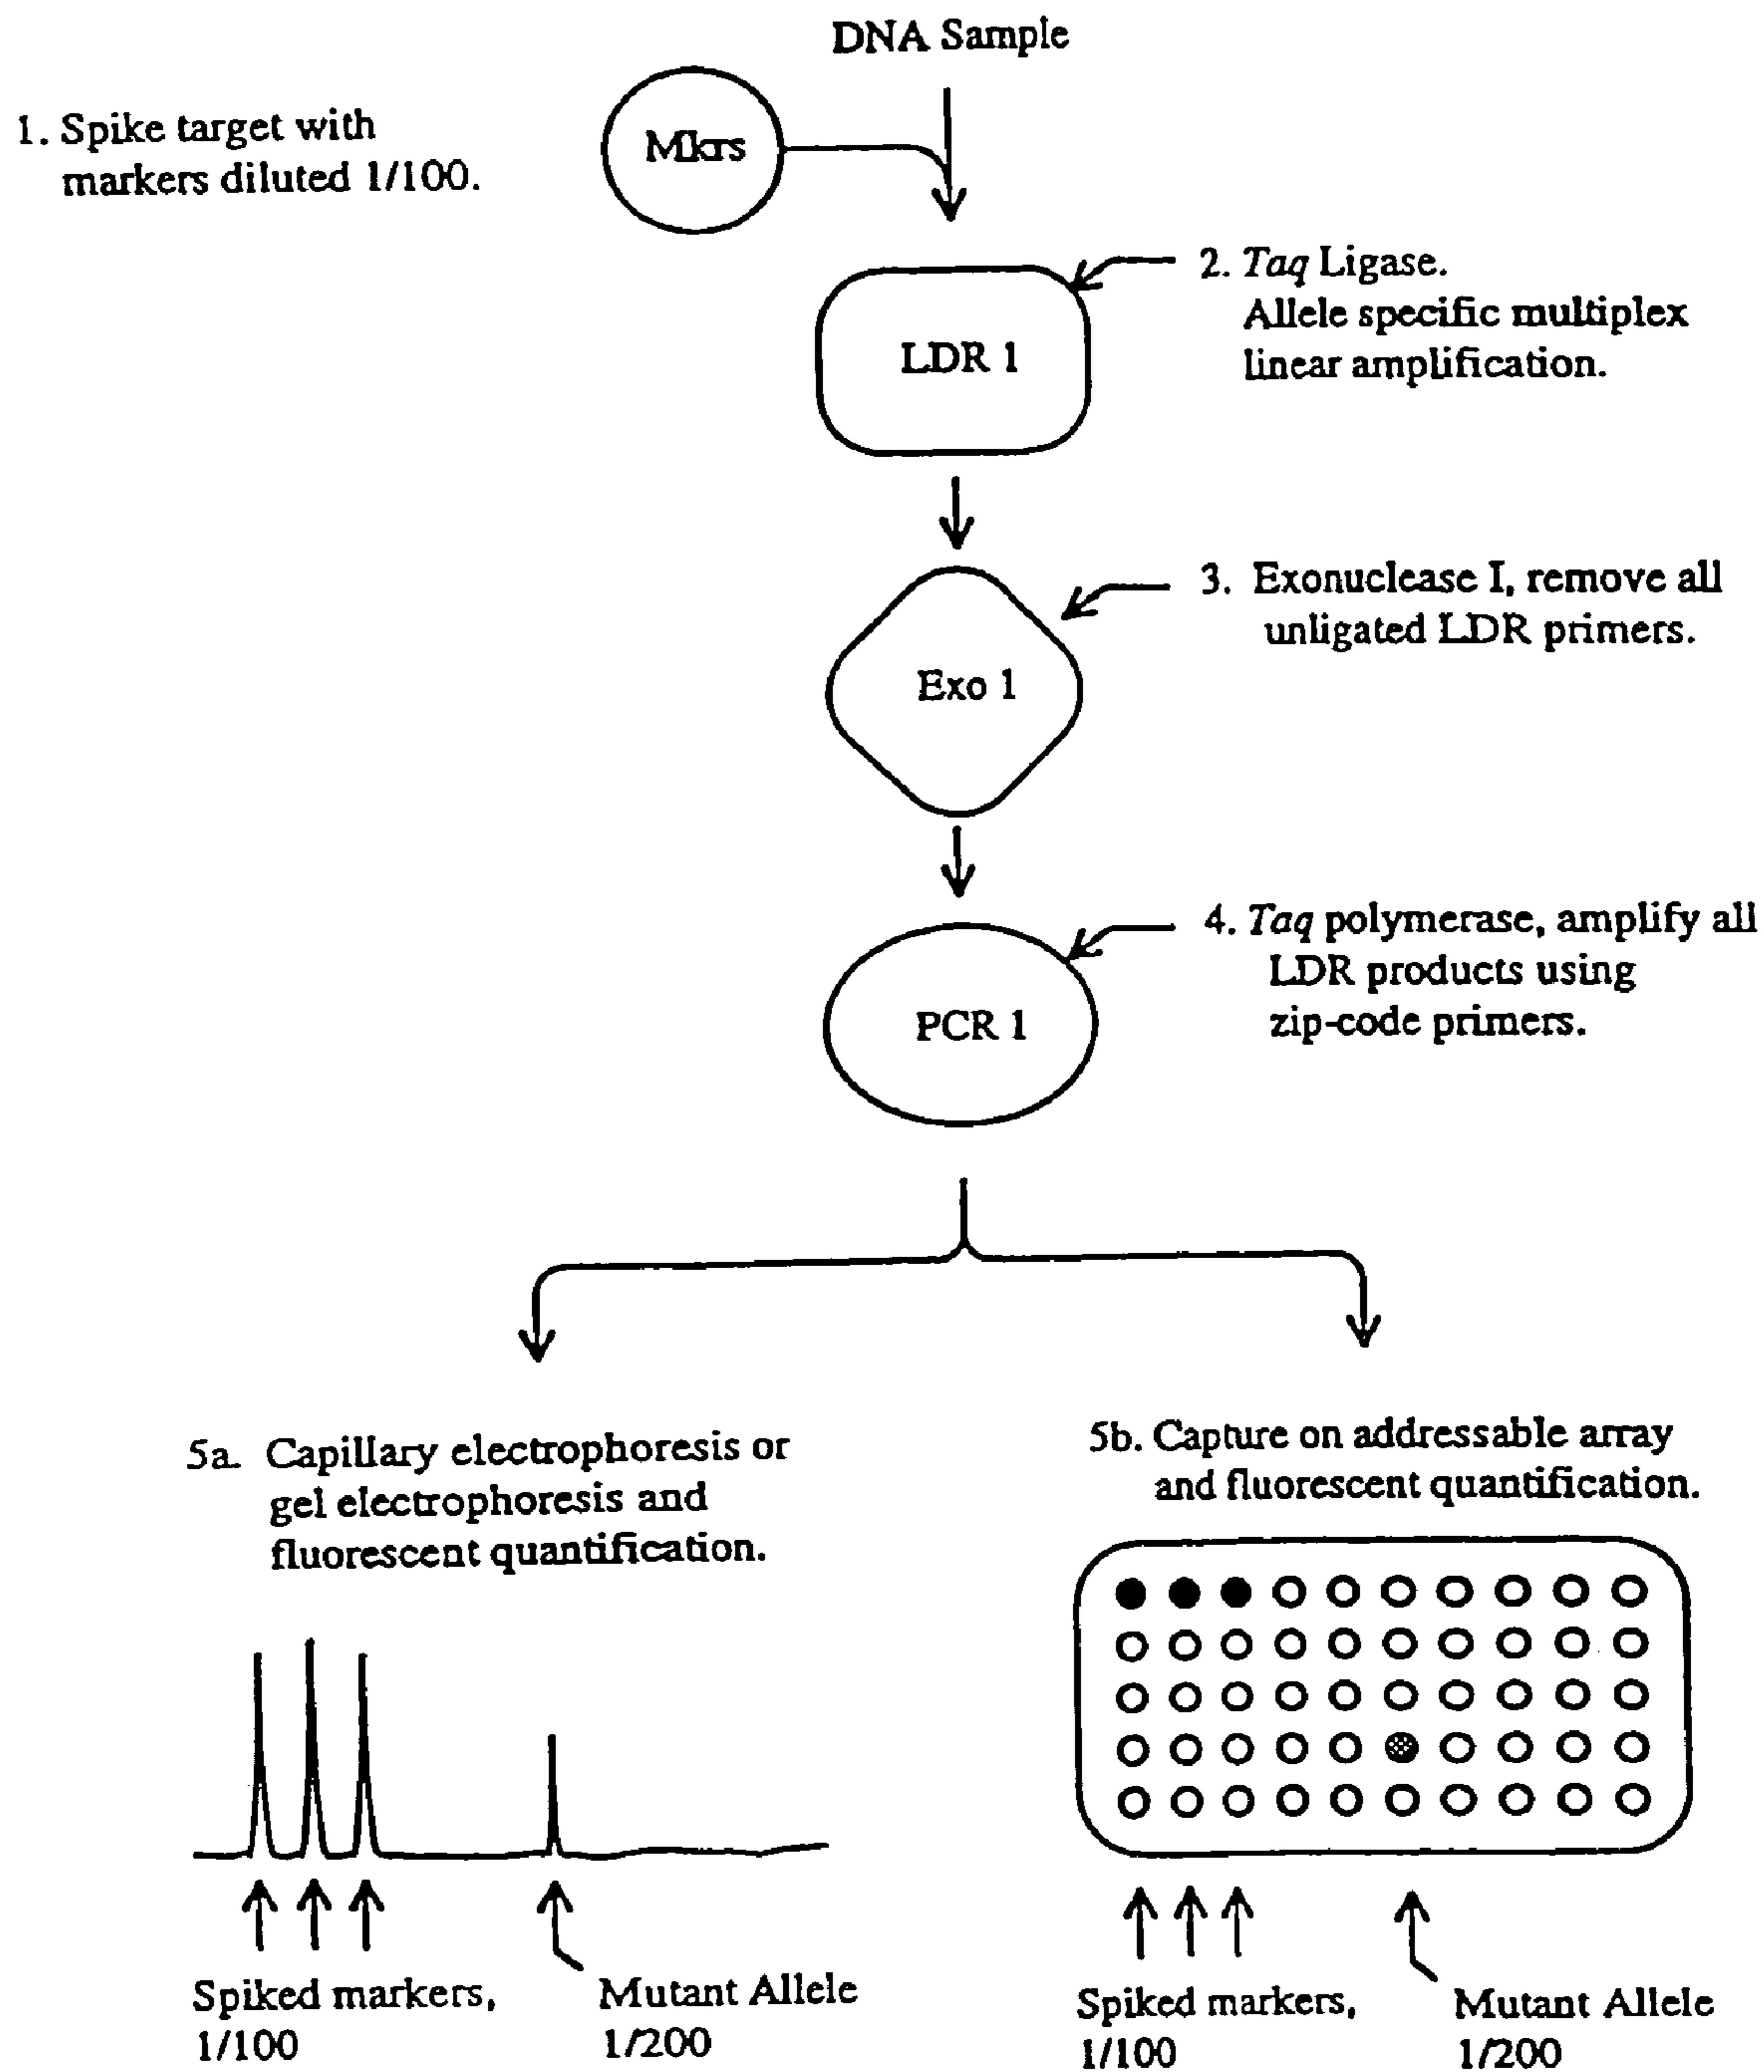 DNA Sample
1. Spike target with
markers diluted 1/100.
Mkrs
2. Taq Ligase.
Allele specific multiplex
linear amplification.
LDR 1
3. Exonuclease I, remove all
unligated LDR primers.
Exo 1
4. Taq polymerase, amplify all
LDR products using
zip-code primers.
PCR 1
5a. Capillary electrophoresis or
gel electrophoresis and
fluorescent quantification.
5b. Capture on addressable array
and fluorescent quantification.
Spiked markers,
1/100
Mutant Allele
1/200
Spiked markers,
1/100
Mutant Allele
1/200